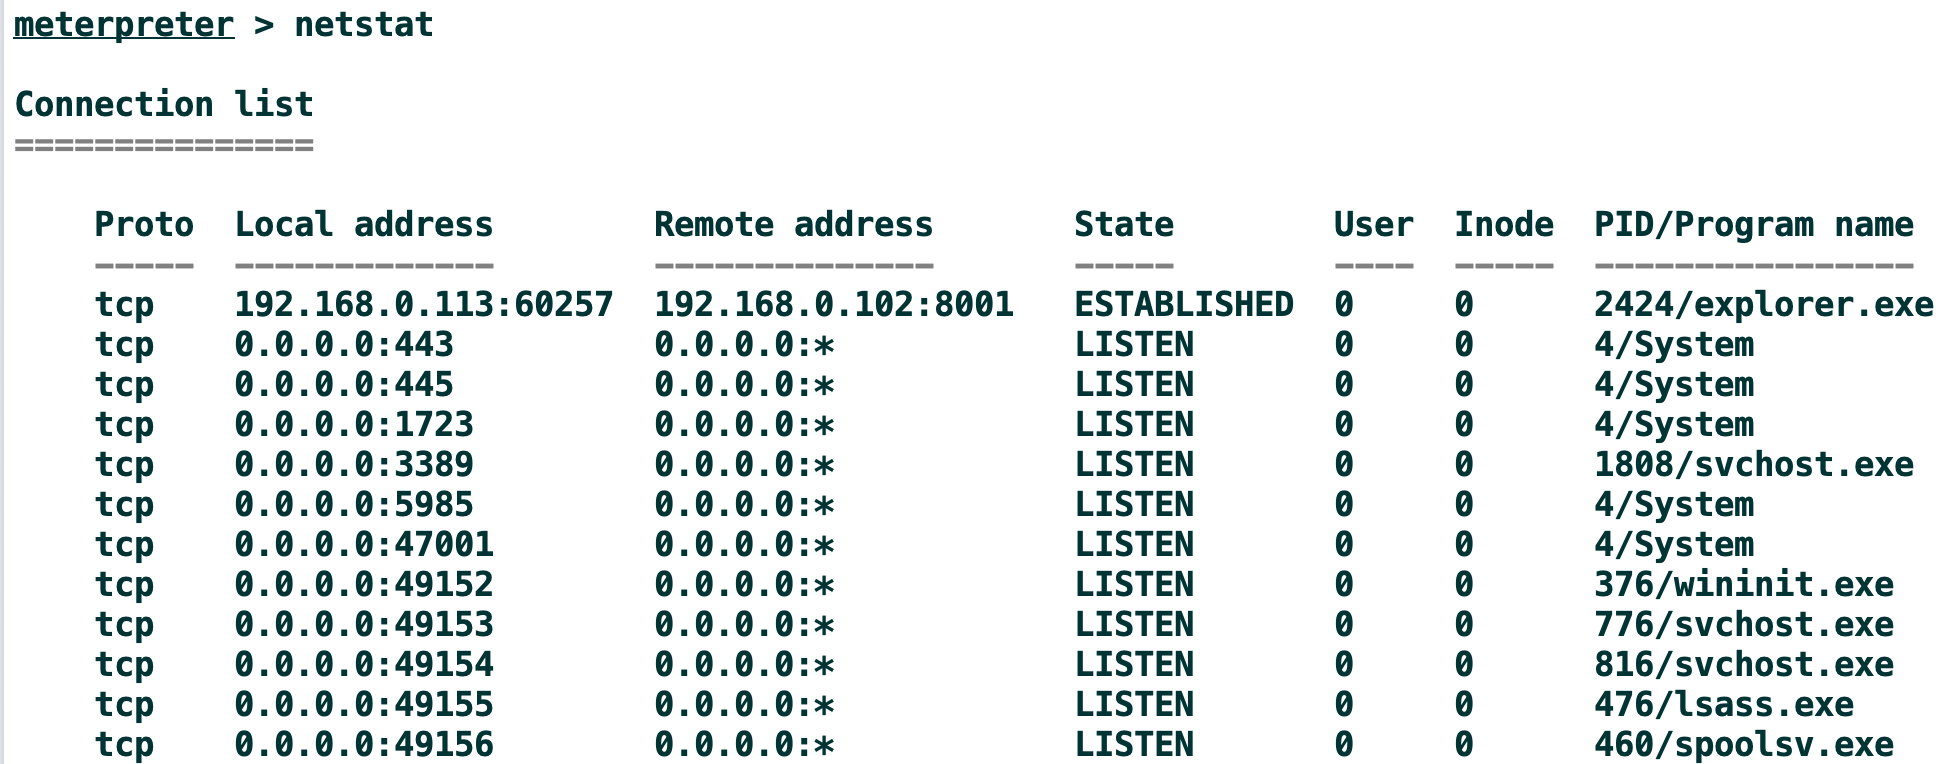 meterpreter > netstat
Connection list
===============
Proto  Local address        Remote address       State        User  Inode  PID/Program name
-----  -------------        --------------       -----        ----  -----  ----------------
tcp    192.168.0.113:60257  192.168.0.102:8001   ESTABLISHED  0     0      2424/explorer.exe
tcp    0.0.0.0:443          0.0.0.0:*            LISTEN       0     0      4/System
tcp    0.0.0.0:445          0.0.0.0:*            LISTEN       0     0      4/System
tcp    0.0.0.0:1723         0.0.0.0:*            LISTEN       0     0      4/System
tcp    0.0.0.0:3389         0.0.0.0:*            LISTEN       0     0      1808/svchost.exe
tcp    0.0.0.0:5985         0.0.0.0:*            LISTEN       0     0      4/System
tcp    0.0.0.0:47001        0.0.0.0:*            LISTEN       0     0      4/System
tcp    0.0.0.0:49152        0.0.0.0:*            LISTEN       0     0      376/wininit.exe
tcp    0.0.0.0:49153        0.0.0.0:*            LISTEN       0     0      776/svchost.exe
tcp    0.0.0.0:49154        0.0.0.0:*            LISTEN       0     0      816/svchost.exe
tcp    0.0.0.0:49155        0.0.0.0:*            LISTEN       0     0      476/lsass.exe
tcp    0.0.0.0:49156        0.0.0.0:*            LISTEN       0     0      460/spoolsv.exe